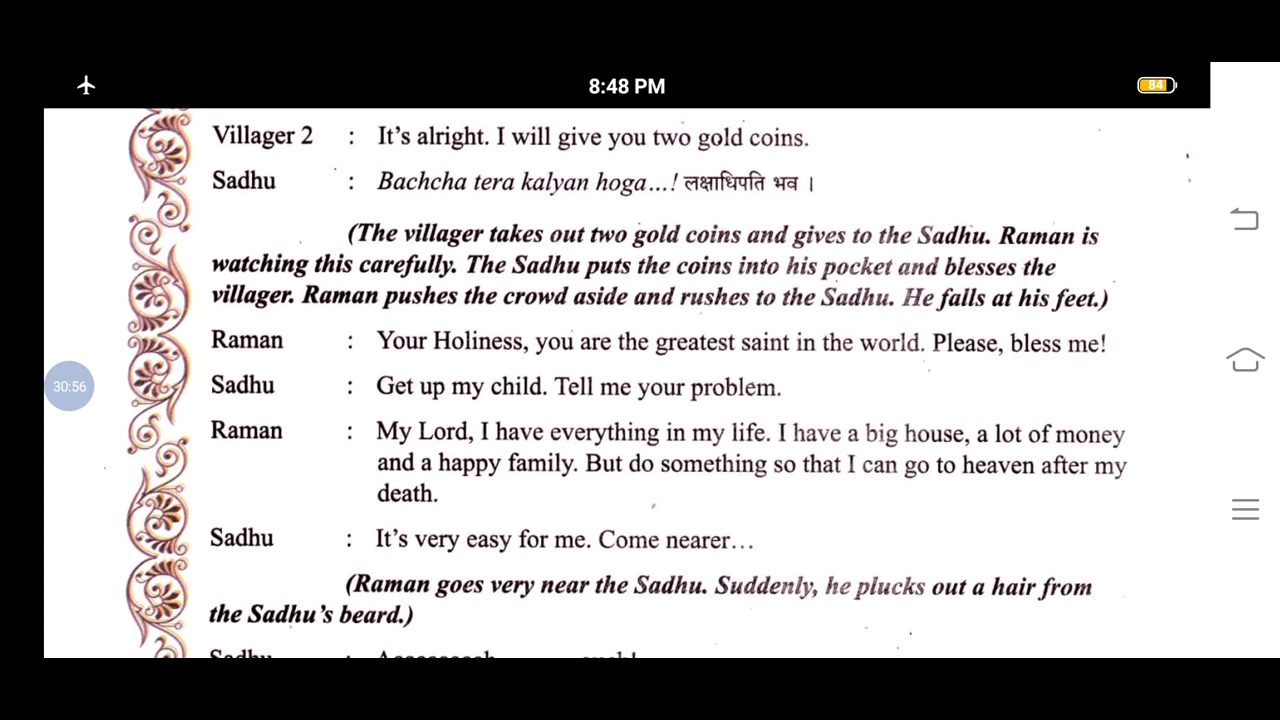 8:48 PM
84
Villager 2 : It's alright. I will give you two gold coins.
Sadhu : Bachcha tera kalyan hoga...! लक्षाधिपति भव ।
(The villager takes out two gold coins and gives to the Sadhu. Raman is
watching this carefully. The Sadhu puts the coins into his pocket and blesses the
villager. Raman pushes the crowd aside and rushes to the Sadhu. He falls at his feet.)
Raman : Your Holiness, you are the greatest saint in the world. Please, bless me!
Sadhu : Get up my child. Tell me your problem.
30:56
Raman : My Lord, I have everything in my life. I have a big house, a lot of money
and a happy family. But do something so that I can go to heaven after my
death.
Sadhu : It's very easy for me. Come nearer...
(Raman goes very near the Sadhu. Suddenly, he plucks out a hair from
the Sadhu's beard.)
Sadhu :